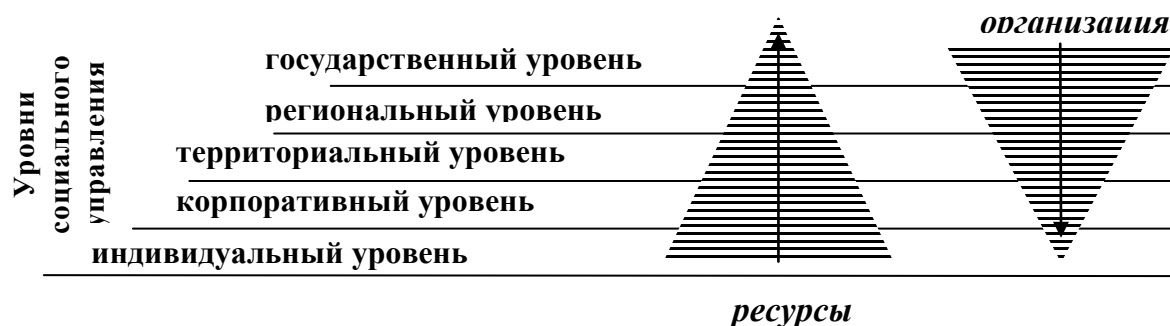 организация
государственный уровень
региональный уровень
территориальный уровень
корпоративный уровень
индивидуальный уровень
Уровни
социального
управления
ресурсы